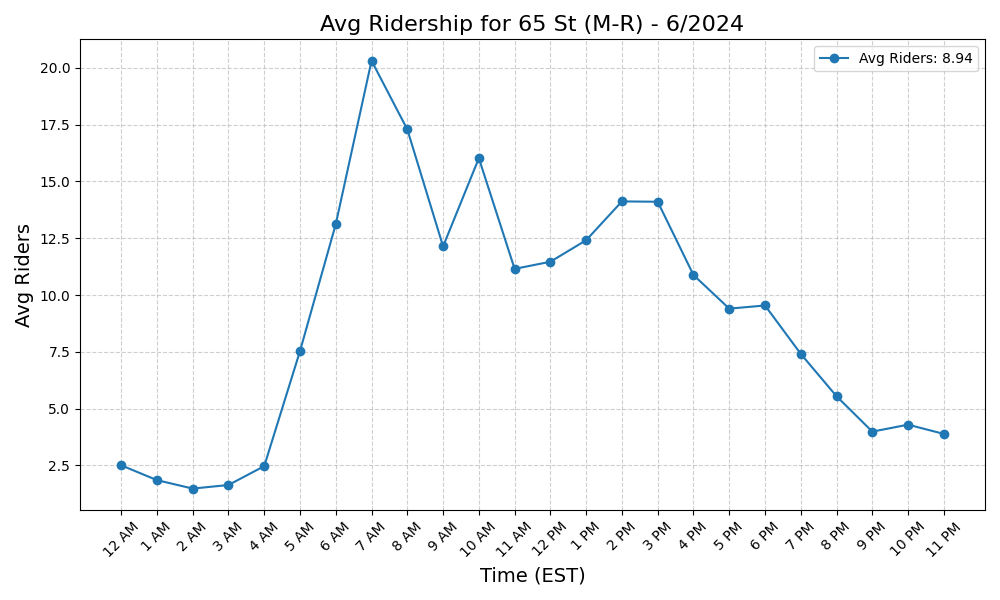 Avg Ridership for 65 St (M-R) - 6/2024
Avg Riders: 8.94
Avg Riders
20.0
17.5
15.0
12.5
10.0
7.5
5.0
2.5
12 AM
1 AM
2 AM
3 AM
4 AM
5 AM
6 AM
7 AM
8 AM
9 AM
10 AM
11 AM
12 PM
1 PM
2 PM
3 PM
4 PM
5 PM
6 PM
7 PM
8 PM
9 PM
10 PM
11 PM
Time (EST)